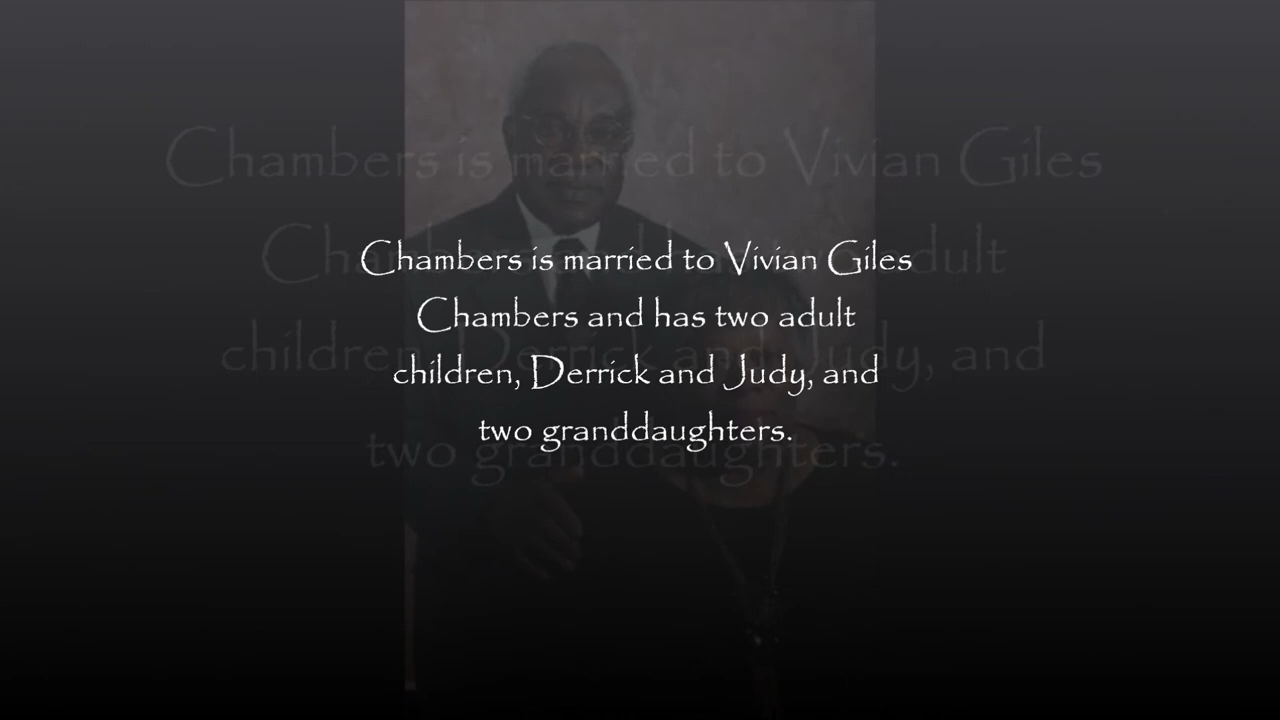 Chambers is married to Vivian Giles
Chambers and has two adult
children, Derrick and Judy, and
two granddaughters.